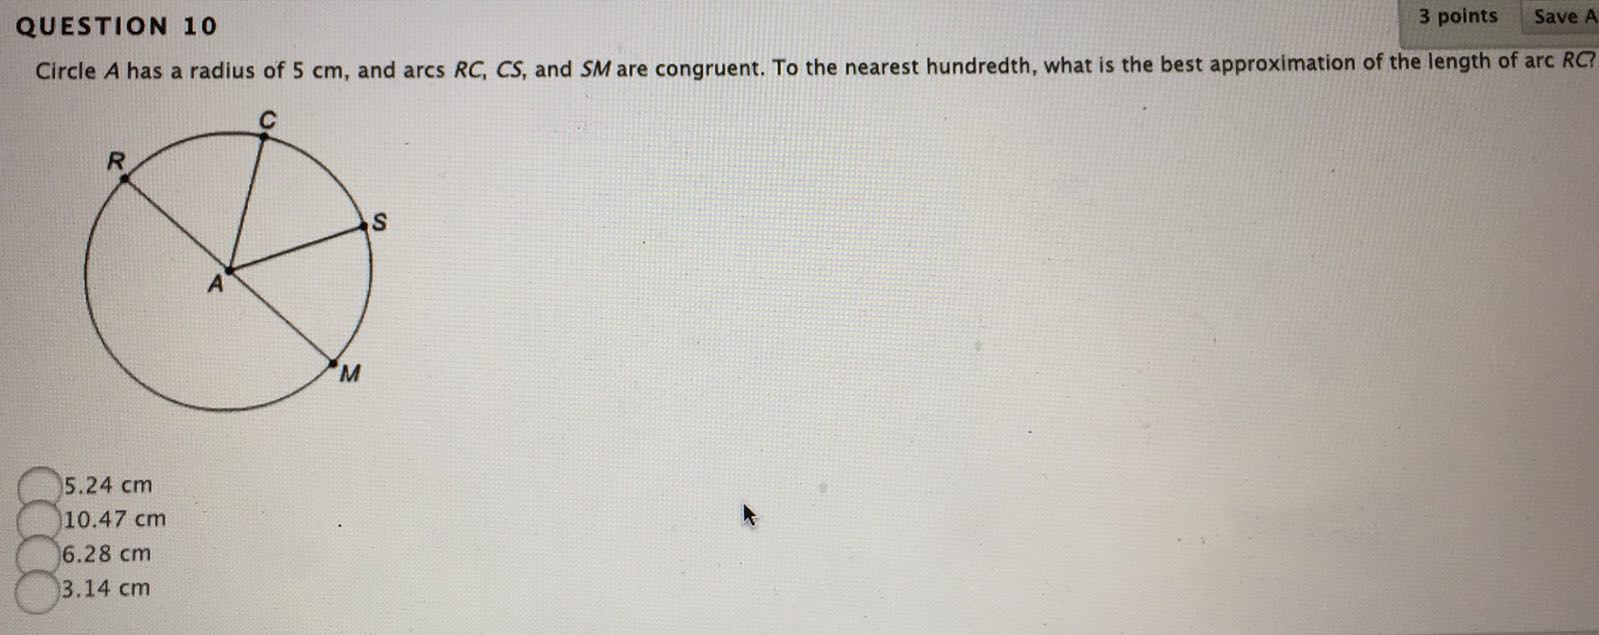 QUESTION 10
3 points
Save A
Circle A has a radius of 5 cm, and arcs RC, CS, and SM are congruent. To the nearest hundredth, what is the best approximation of the length of arc RC?
C
R
S
A
M
5.24 cm
10.47 cm
6.28 cm
3.14 cm